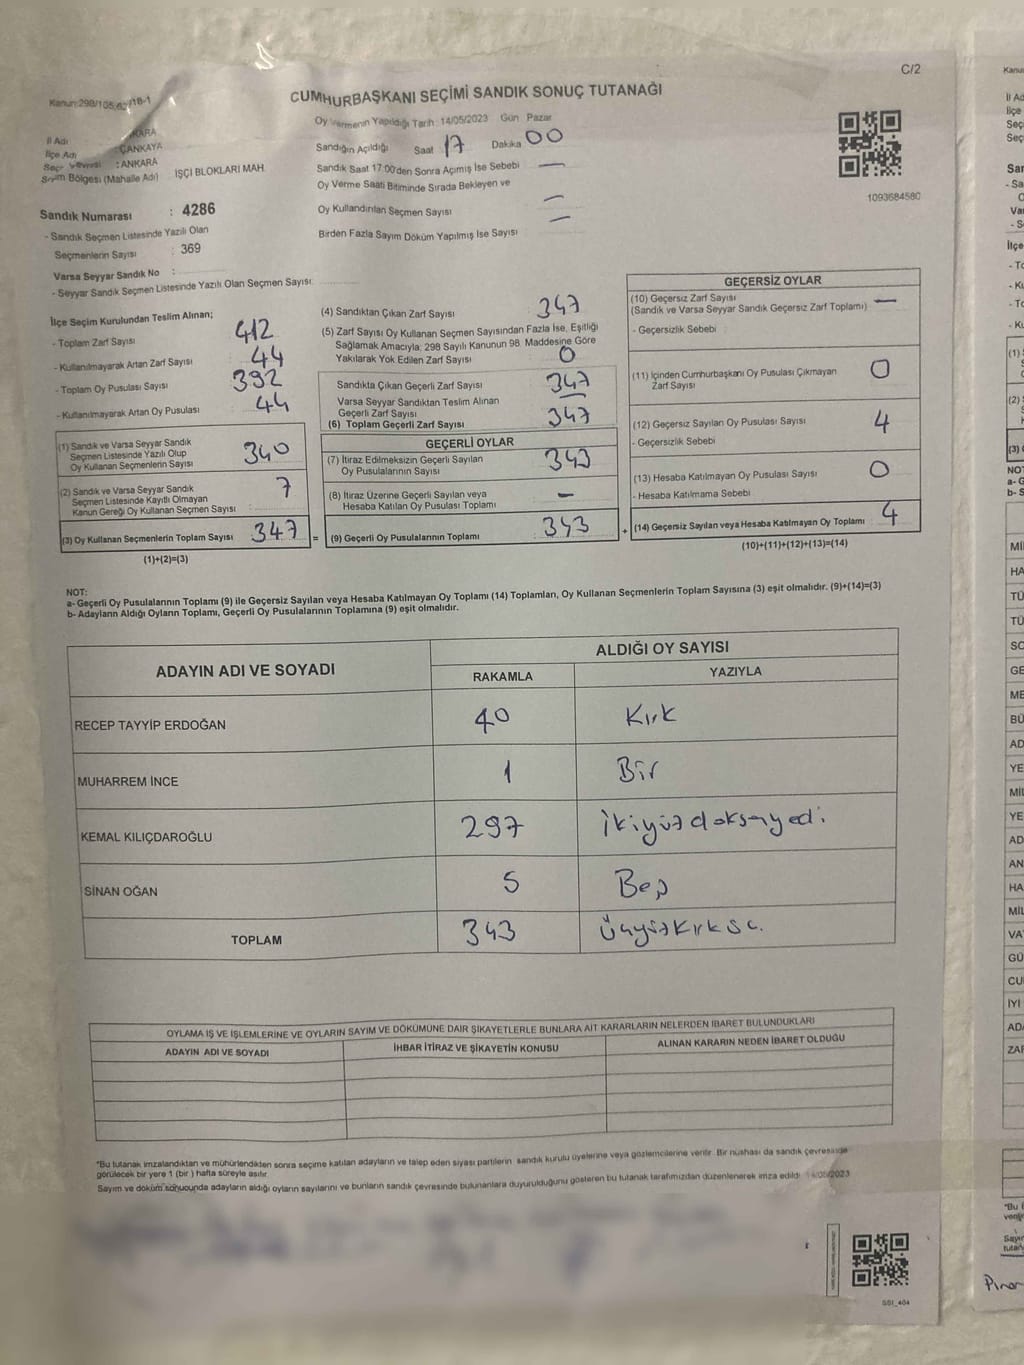 C/2
Kanun:298/105,62/18-1
CUMHURBAŞKANI SEÇİMİ SANDIK SONUÇ TUTANAĞI
Oy Vermenin Yapıldığı Tarih: 14/05/2023 Gün Pazar
İl Adı
İlçe Adı : ÇANKAYA
Seçim Çevresi : ANKARA
Seçim Bölgesi (Mahalle Adı) İŞÇİ BLOKLARI MAH.
Sandığın Açıldığı Saat 17 Dakika 00
Sandık Saat 17:00'den Sonra Açımış İse Sebebi —
Oy Verme Saati Bitiminde Sırada Bekleyen ve
Oy Kullandırılan Seçmen Sayısı —
Birden Fazla Sayım Döküm Yapılmış İse Sayısı —
1093684580
Sandık Numarası : 4286
- Sandık Seçmen Listesinde Yazılı Olan
Seçmenlerin Sayısı : 369
Varsa Seyyar Sandık No :
- Seyyar Sandık Seçmen Listesinde Yazılı Olan Seçmen Sayısı:
İlçe Seçim Kurulundan Teslim Alınan;
- Toplam Zarf Sayısı 412
- Kullanılmayarak Artan Zarf Sayısı 44
- Toplam Oy Pusulası Sayısı 392
- Kullanılmayarak Artan Oy Pusulası 44
(1) Sandık ve Varsa Seyyar Sandık
Seçmen Listesinde Yazılı Olup
Oy Kullanan Seçmenlerin Sayısı 340
(2) Sandık ve Varsa Seyyar Sandık
Seçmen Listesinde Kayıtlı Olmayan
Kanun Gereği Oy Kullanan Seçmen Sayısı 7
(3) Oy Kullanan Seçmenlerin Toplam Sayısı 347 =
(1)+(2)=(3)
(4) Sandıktan Çıkan Zarf Sayısı 347
(5) Zarf Sayısı Oy Kullanan Seçmen Sayısından Fazla İse, Eşitliği
Sağlamak Amacıyla; 298 Sayılı Kanunun 98. Maddesine Göre
Yakılarak Yok Edilen Zarf Sayısı 0
Sandıkta Çıkan Geçerli Zarf Sayısı 347
Varsa Seyyar Sandıktan Teslim Alınan
Geçerli Zarf Sayısı —
(6) Toplam Geçerli Zarf Sayısı 347
GEÇERLİ OYLAR
(7) İtiraz Edilmeksizin Geçerli Sayılan
Oy Pusulalarının Sayısı 343
(8) İtiraz Üzerine Geçerli Sayılan veya
Hesaba Katılan Oy Pusulası Toplamı —
(9) Geçerli Oy Pusulalarının Toplamı 343 +
GEÇERSİZ OYLAR
(10) Geçersiz Zarf Sayısı
(Sandık ve Varsa Seyyar Sandık Geçersiz Zarf Toplamı) —
- Geçersizlik Sebebi :
(11) İçinden Cumhurbaşkanı Oy Pusulası Çıkmayan
Zarf Sayısı 0
(12) Geçersiz Sayılan Oy Pusulası Sayısı 4
- Geçersizlik Sebebi
(13) Hesaba Katılmayan Oy Pusulası Sayısı 0
- Hesaba Katılmama Sebebi
(14) Geçersiz Sayılan veya Hesaba Katılmayan Oy Toplamı 4
(10)+(11)+(12)+(13)=(14)
NOT:
a- Geçerli Oy Pusulalarının Toplamı (9) ile Geçersiz Sayılan veya Hesaba Katılmayan Oy Toplamı (14) Toplamları, Oy Kullanan Seçmenlerin Toplam Sayısına (3) eşit olmalıdır. (9)+(14)=(3)
b- Adayların Aldığı Oyların Toplamı, Geçerli Oy Pusulalarının Toplamına (9) eşit olmalıdır.
ADAYIN ADI VE SOYADI ALDIĞI OY SAYISI
RAKAMLA YAZIYLA
RECEP TAYYİP ERDOĞAN 40 Kırk
MUHARREM İNCE 1 Bir
KEMAL KILIÇDAROĞLU 297 İkiyüzdoksanyedi
SİNAN OĞAN 5 Beş
TOPLAM 343 Üçyüzkırküç
OYLAMA İŞ VE İŞLEMLERİNE VE OYLARIN SAYIM VE DÖKÜMÜNE DAİR ŞİKAYETLERLE BUNLARA AİT KARARLARIN NELERDEN İBARET BULUNDUKLARI
ADAYIN ADI VE SOYADI İHBAR İTİRAZ VE ŞİKAYETİN KONUSU ALINAN KARARIN NEDEN İBARET OLDUĞU
*Bu tutanak imzalandıktan ve mühürlendikten sonra seçime katılan adayların ve talep eden siyasi partilerin sandık kurulu üyelerine veya gözlemcilerine verilir. Bir nüshası da sandık çevresinde
görülecek bir yere 1 (bir ) hafta süreyle asılır.
Sayım ve döküm sonucunda adayların aldığı oyların sayılarını ve bunların sandık çevresinde bulunanlara duyurulduğunu gösteren bu tutanak tarafımızdan düzenlenerek imza edildi. 14/05/2023